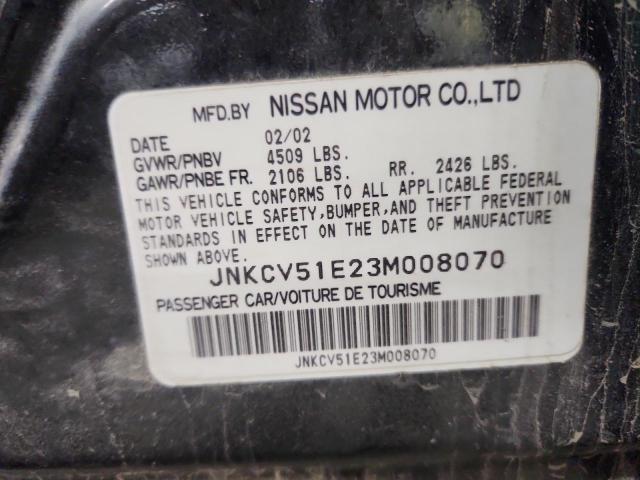 MFD.BY NISSAN MOTOR CO.,LTD
DATE 02/02
GVWR/PNBV 4509 LBS.
GAWR/PNBE FR. 2106 LBS. RR. 2426 LBS.
THIS VEHICLE CONFORMS TO ALL APPLICABLE FEDERAL
MOTOR VEHICLE SAFETY,BUMPER,AND THEFT PREVENTION
STANDARDS IN EFFECT ON THE DATE OF MANUFACTURE
SHOWN ABOVE.
JNKCV51E23M008070
PASSENGER CAR/VOITURE DE TOURISME
JNKCV51E23M008070